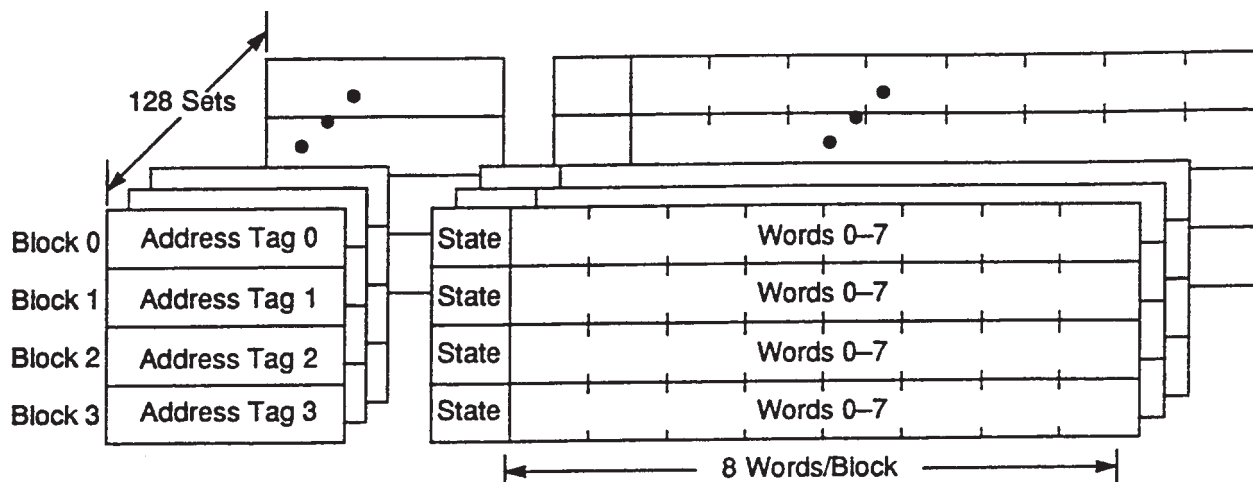 128 Sets
Block 0 Address Tag 0 State Words 0–7
Block 1 Address Tag 1 State Words 0–7
Block 2 Address Tag 2 State Words 0–7
Block 3 Address Tag 3 State Words 0–7
8 Words/Block